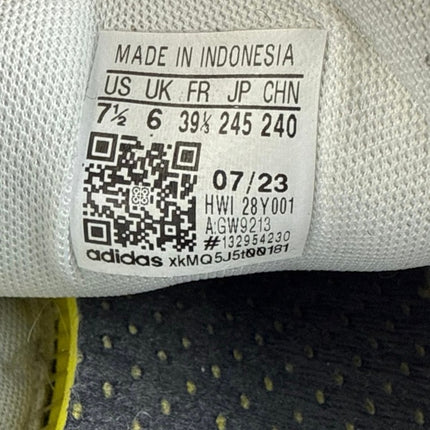 MADE IN INDONESIA
US UK FR JP CHN
7½ 6 39⅓ 245 240
07/23
HWI 28Y001
A:GW9213
#132954230
adidas xkMQ5J5t00181